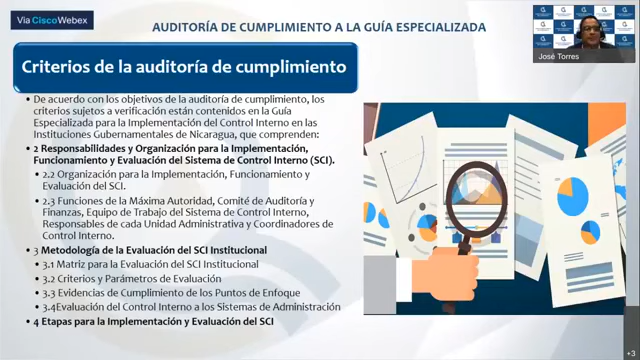 Vía CiscoWebex
AUDITORÍA DE CUMPLIMIENTO A LA GUÍA ESPECIALIZADA
José Torres
Criterios de la auditoría de cumplimiento
• De acuerdo con los objetivos de la auditoría de cumplimiento, los
criterios sujetos a verificación están contenidos en la Guía
Especializada para la Implementación del Control Interno en las
Instituciones Gubernamentales de Nicaragua, que comprenden:
• 2 Responsabilidades y Organización para la Implementación,
Funcionamiento y Evaluación del Sistema de Control Interno (SCI).
• 2.2 Organización para la Implementación, Funcionamiento y
Evaluación del SCI.
• 2.3 Funciones de la Máxima Autoridad, Comité de Auditoría y
Finanzas, Equipo de Trabajo del Sistema de Control Interno,
Responsables de cada Unidad Administrativa y Coordinadores de
Control Interno.
• 3 Metodología de la Evaluación del SCI Institucional
• 3.1 Matriz para la Evaluación del SCI Institucional
• 3.2 Criterios y Parámetros de Evaluación
• 3.3 Evidencias de Cumplimiento de los Puntos de Enfoque
• 3.4Evaluación del Control Interno a los Sistemas de Administración
• 4 Etapas para la Implementación y Evaluación del SCI
+3